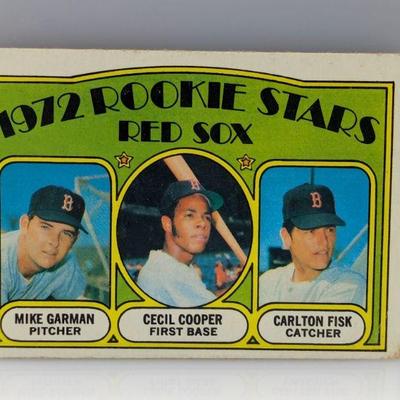 1972 ROOKIE STARS
RED SOX
B
B
B
MIKE GARMAN
PITCHER
CECIL COOPER
FIRST BASE
CARLTON FISK
CATCHER